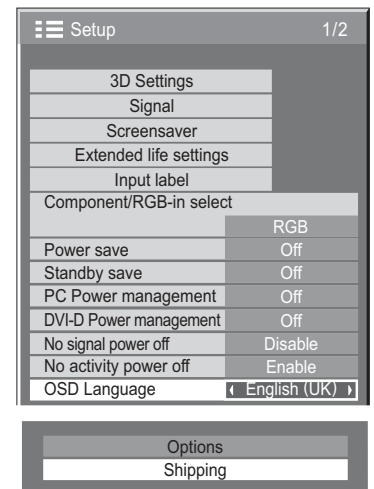 Setup 1/2
3D Settings
Signal
Screensaver
Extended life settings
Input label
Component/RGB-in select
RGB
Power save Off
Standby save Off
PC Power management Off
DVI-D Power management Off
No signal power off Disable
No activity power off Enable
OSD Language English (UK)
Options
Shipping